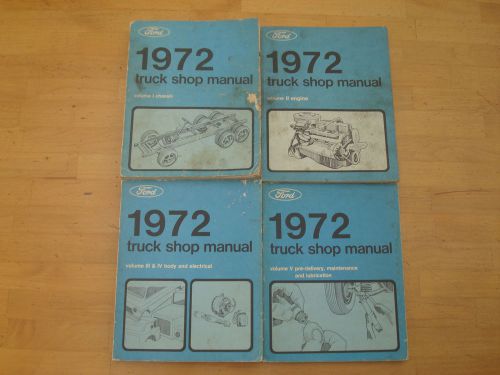 Ford
1972
truck shop manual
volume I chassis
Ford
1972
truck shop manual
volume II engine
Ford
1972
truck shop manual
volume III & IV body and electrical
Ford
1972
truck shop manual
volume V pre-delivery, maintenance
and lubrication